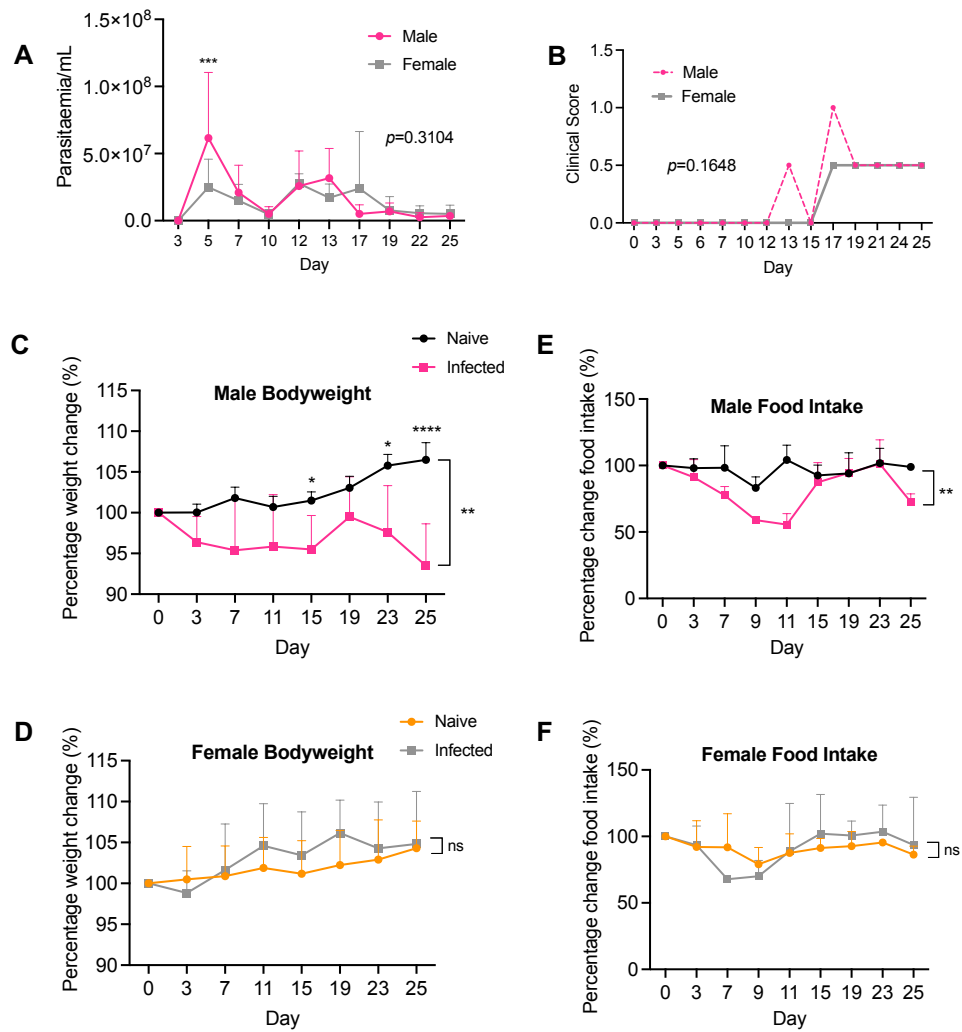 A
Parasitaemia/mL
1.5×10⁸
1.0×10⁸
5.0×10⁷
0.0
***
Male
Female
p=0.3104
3 5 7 10 12 13 17 19 22 25
Day
B
Clinical Score
1.5
1.0
0.5
0.0
Male
Female
p=0.1648
0 3 5 6 7 10 12 13 15 17 19 21 24 25
Day
C
Naive
Infected
Male Bodyweight
Percentage weight change (%)
115
110
105
100
95
90
*
*
****
**
0 3 7 11 15 19 23 25
Day
E
Male Food Intake
Percentage change food intake (%)
150
100
50
0
**
0 3 7 9 11 15 19 23 25
Day
D
Naive
Infected
Female Bodyweight
Percentage weight change (%)
115
110
105
100
95
90
ns
0 3 7 11 15 19 23 25
Day
F
Female Food Intake
Percentage change food intake (%)
150
100
50
0
ns
0 3 7 9 11 15 19 23 25
Day